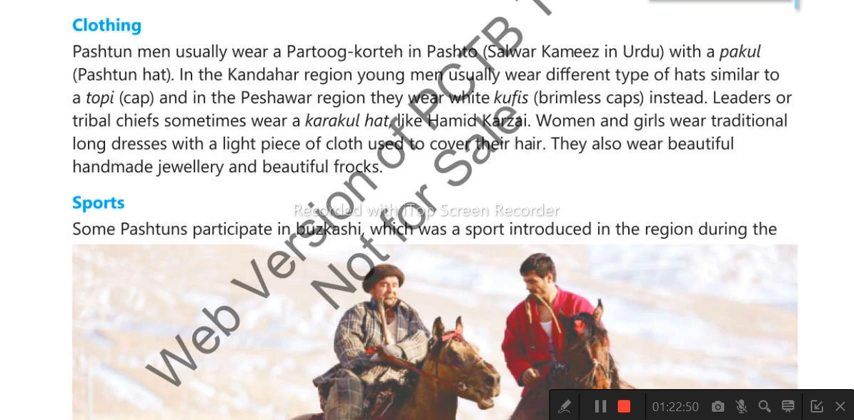 Clothing
Pashtun men usually wear a Partoog-korteh in Pashto (Salwar Kameez in Urdu) with a pakul
(Pashtun hat). In the Kandahar region young men usually wear different type of hats similar to
a topi (cap) and in the Peshawar region they wear white kufis (brimless caps) instead. Leaders or
tribal chiefs sometimes wear a karakul hat, like Hamid Karzai. Women and girls wear traditional
long dresses with a light piece of cloth used to cover their hair. They also wear beautiful
handmade jewellery and beautiful frocks.
Sports
Recorded with iTop Screen Recorder
Some Pashtuns participate in buzkashi, which was a sport introduced in the region during the
Web Version of PCTB
Not for Sale
01:22:50